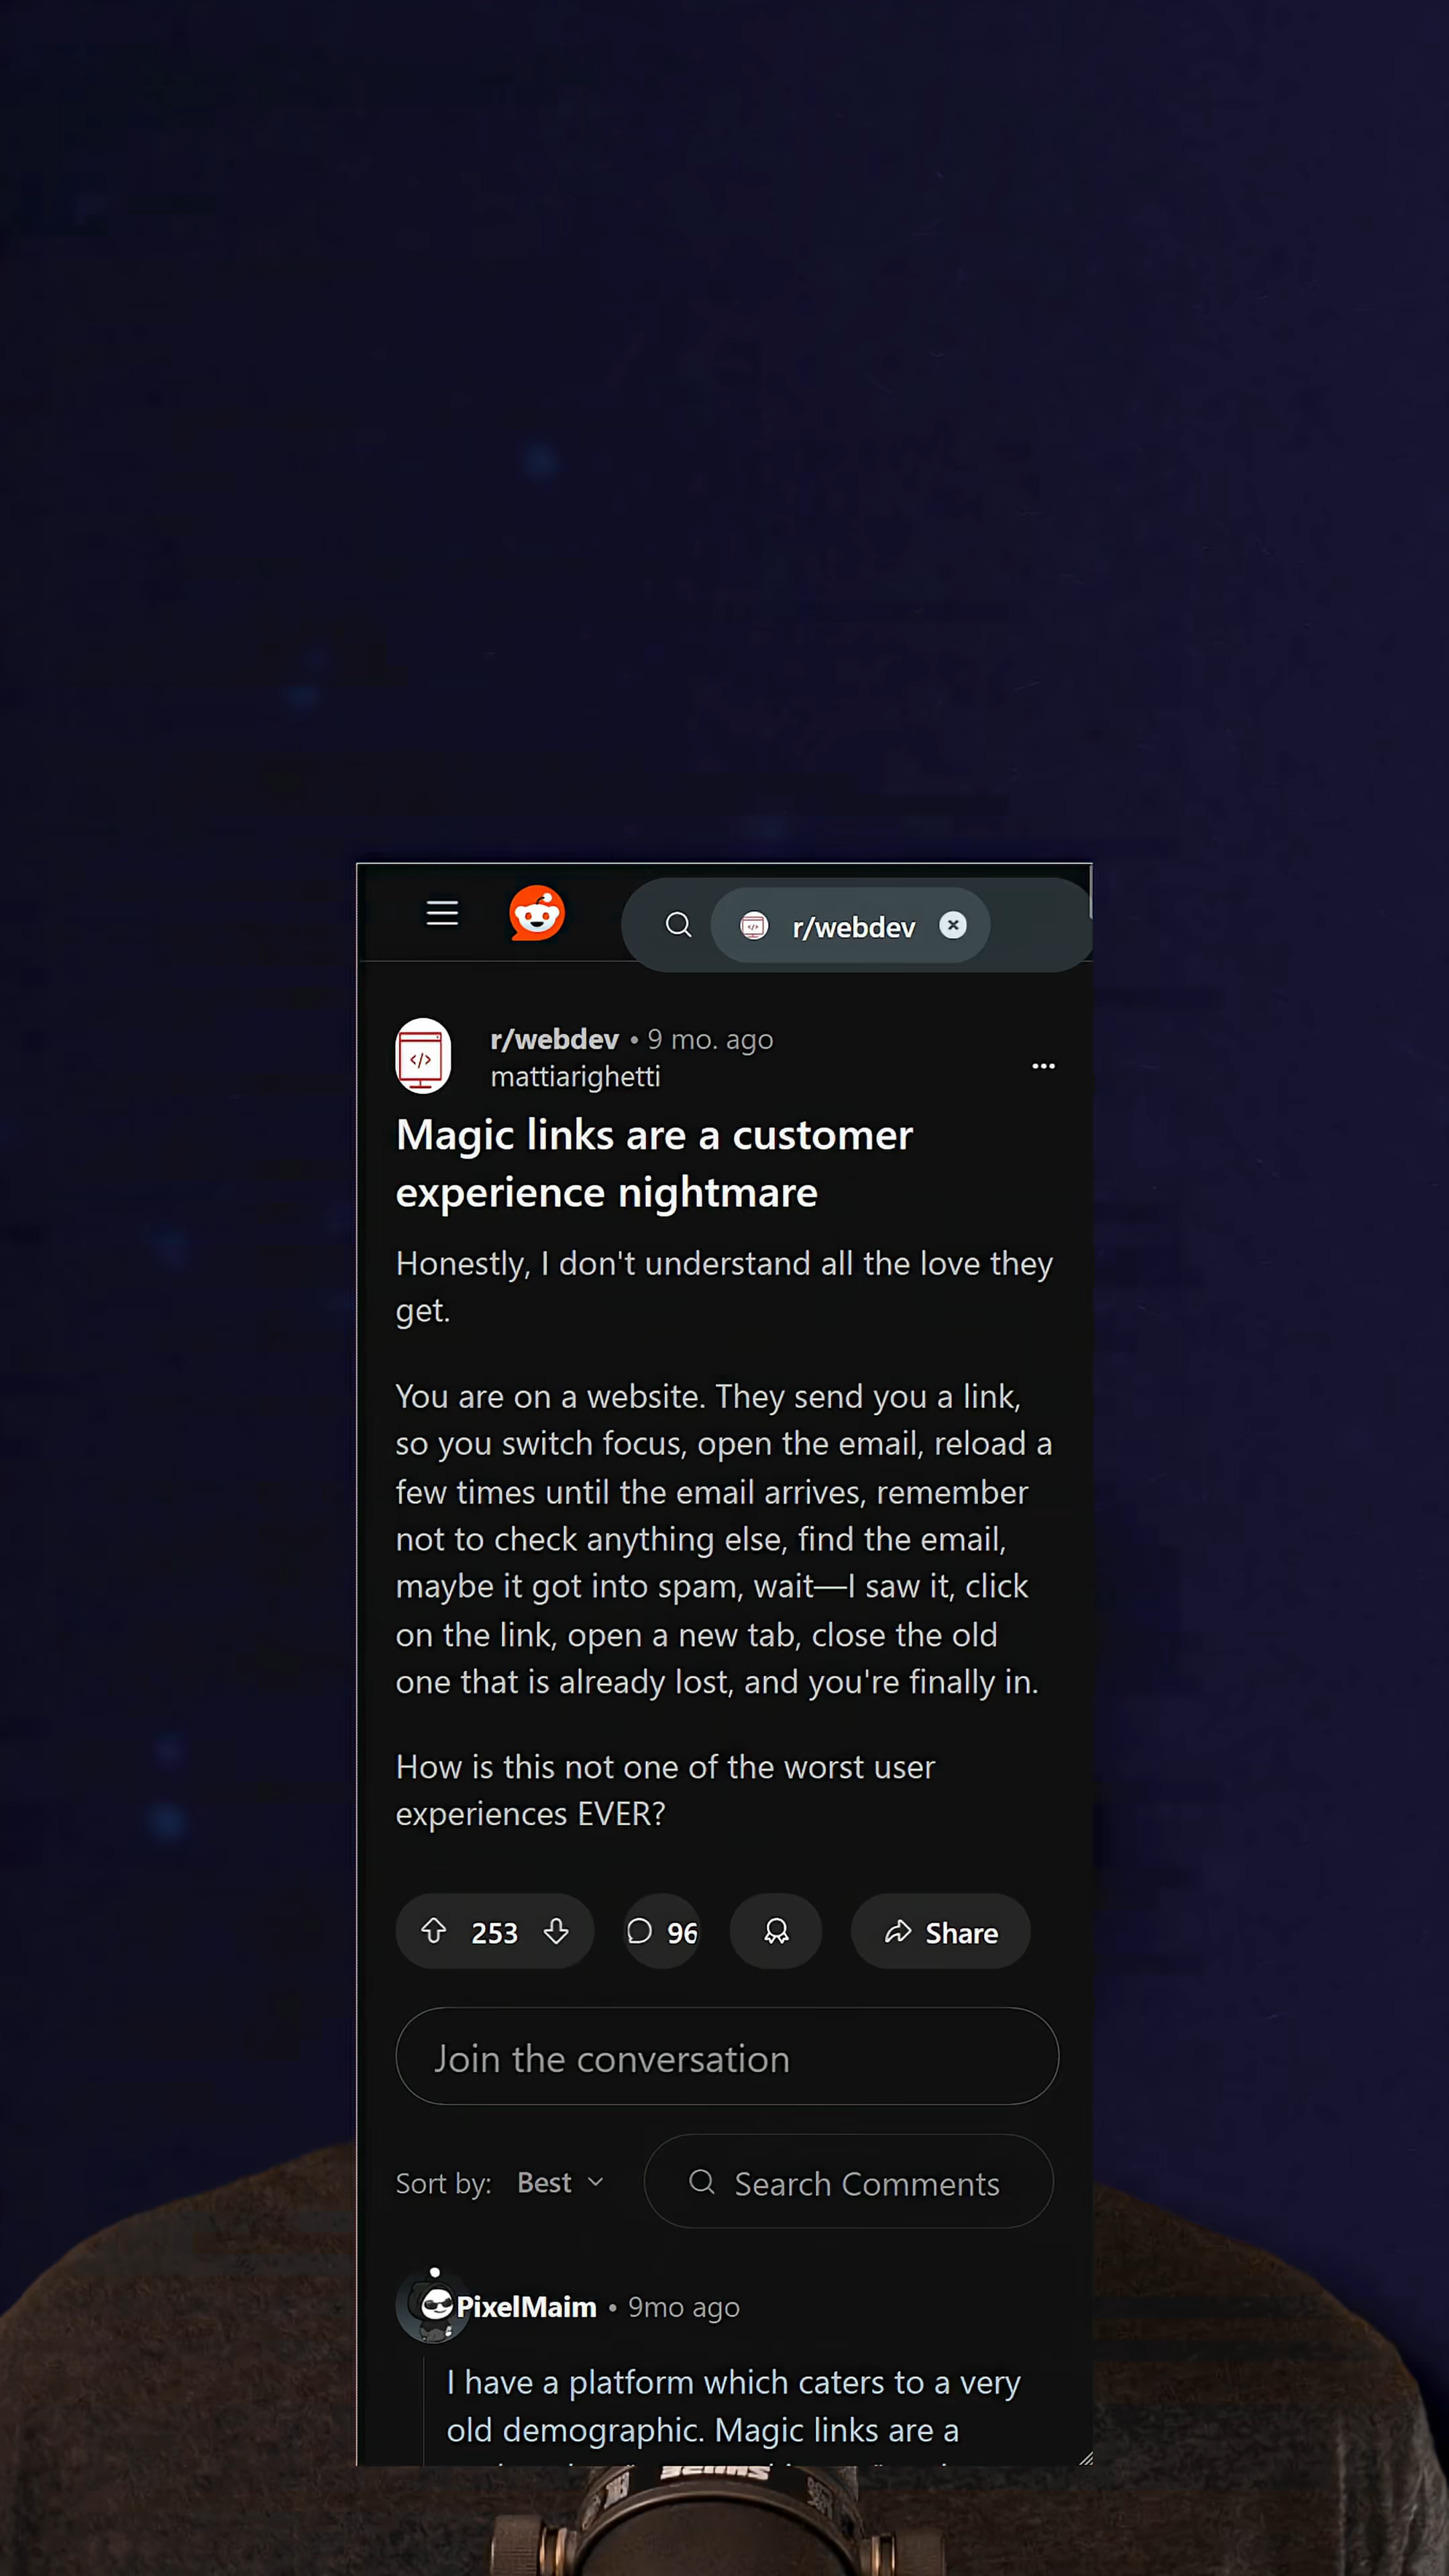 r/webdev
r/webdev • 9 mo. ago
mattiarighetti
Magic links are a customer
experience nightmare
Honestly, I don't understand all the love they
get.
You are on a website. They send you a link,
so you switch focus, open the email, reload a
few times until the email arrives, remember
not to check anything else, find the email,
maybe it got into spam, wait—I saw it, click
on the link, open a new tab, close the old
one that is already lost, and you're finally in.
How is this not one of the worst user
experiences EVER?
253 96 Share
Join the conversation
Sort by: Best Search Comments
PixelMaim • 9mo ago
I have a platform which caters to a very
old demographic. Magic links are a